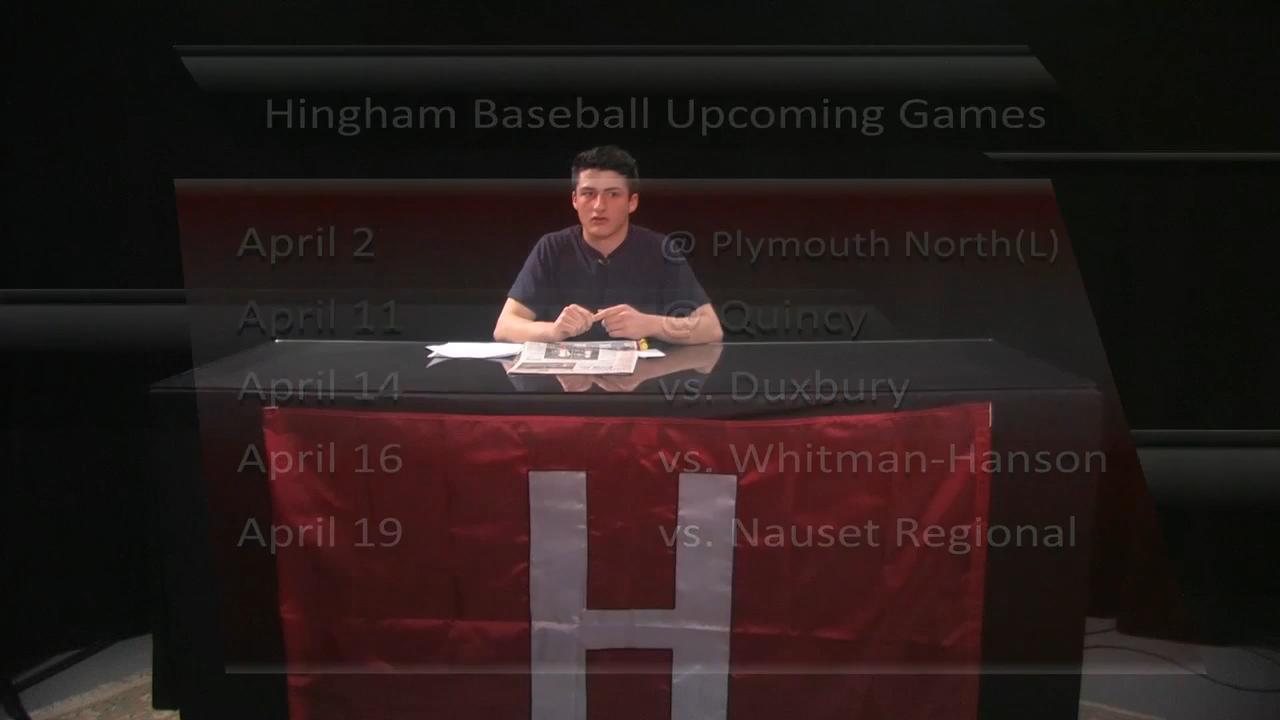 Hingham Baseball Upcoming Games
April 2 @ Plymouth North(L)
April 11 @ Quincy
April 14 vs. Duxbury
April 16 vs. Whitman-Hanson
April 19 vs. Nauset Regional
H